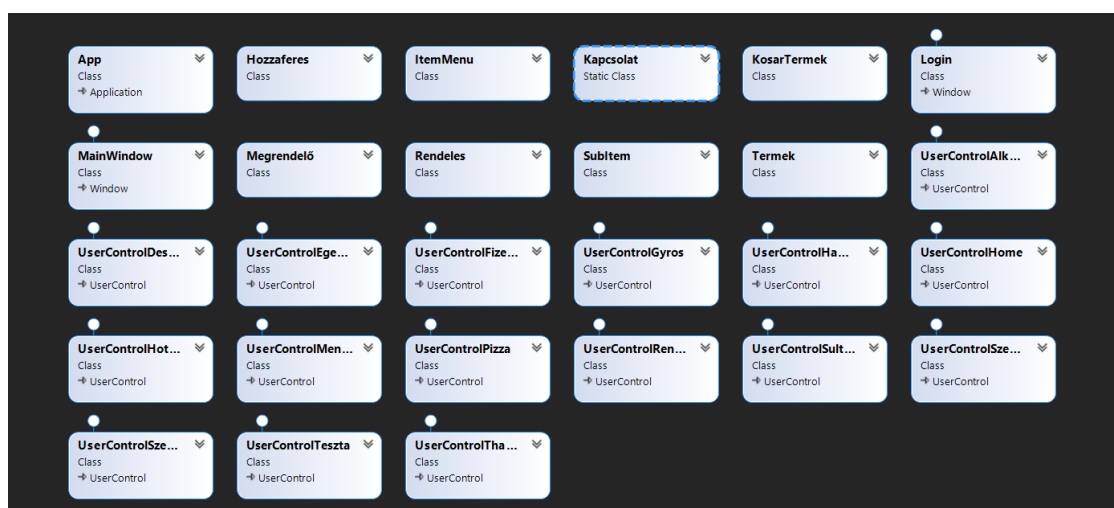 App
Class
Application
Hozzaferes
Class
ItemMenu
Class
Kapcsolat
Static Class
KosarTermek
Class
Login
Class
Window
MainWindow
Class
Window
Megrendelő
Class
Rendeles
Class
SubItem
Class
Termek
Class
UserControlAlk...
Class
UserControl
UserControlDes...
Class
UserControl
UserControlEge...
Class
UserControl
UserControlFize...
Class
UserControl
UserControlGyros
Class
UserControl
UserControlHa...
Class
UserControl
UserControlHome
Class
UserControl
UserControlHot...
Class
UserControl
UserControlMen...
Class
UserControl
UserControlPizza
Class
UserControl
UserControlRen...
Class
UserControl
UserControlSult...
Class
UserControl
UserControlSze...
Class
UserControl
UserControlSze...
Class
UserControl
UserControlTeszta
Class
UserControl
UserControlTha...
Class
UserControl